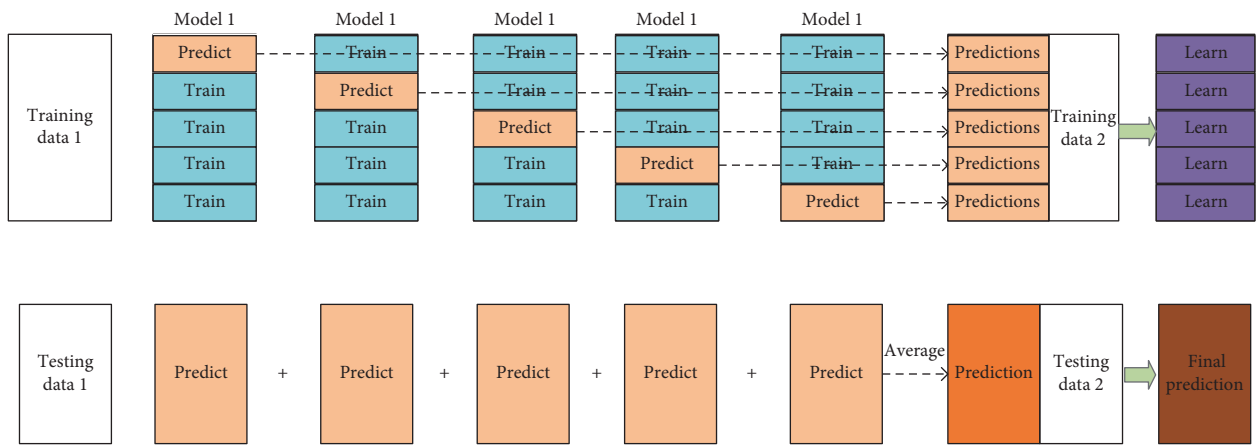 Model 1 Model 1 Model 1 Model 1 Model 1
Predict Train Train Train Train Predictions Learn
Train Predict Train Train Train Predictions Learn
Training
data 1
Train Train Predict Train Train Predictions Learn
Training
data 2
Train Train Train Predict Train Predictions Learn
Train Train Train Train Predict Predictions Learn
Testing
data 1
Predict + Predict + Predict + Predict + Predict
Average
Prediction
Testing
data 2
Final
prediction